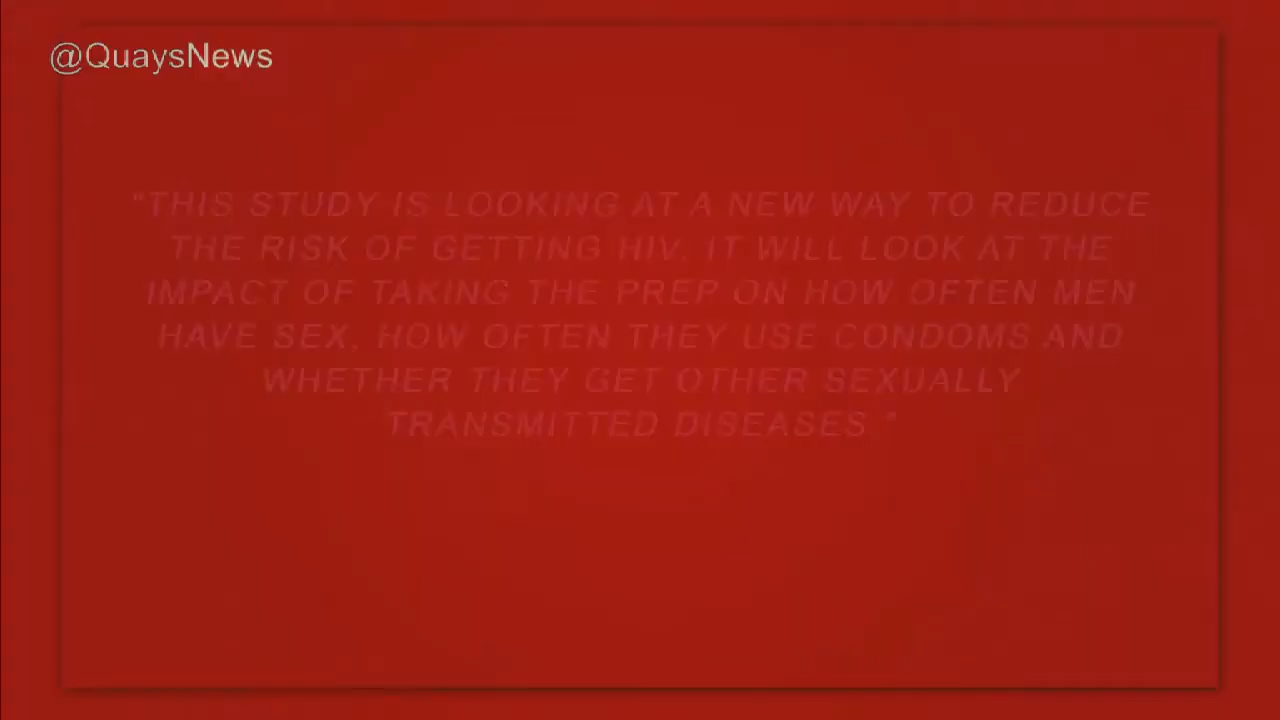 @QuaysNews
"THIS STUDY IS LOOKING AT A NEW WAY TO REDUCE
THE RISK OF GETTING HIV. IT WILL LOOK AT THE
IMPACT OF TAKING THE PREP ON HOW OFTEN MEN
HAVE SEX, HOW OFTEN THEY USE CONDOMS AND
WHETHER THEY GET OTHER SEXUALLY
TRANSMITTED DISEASES "